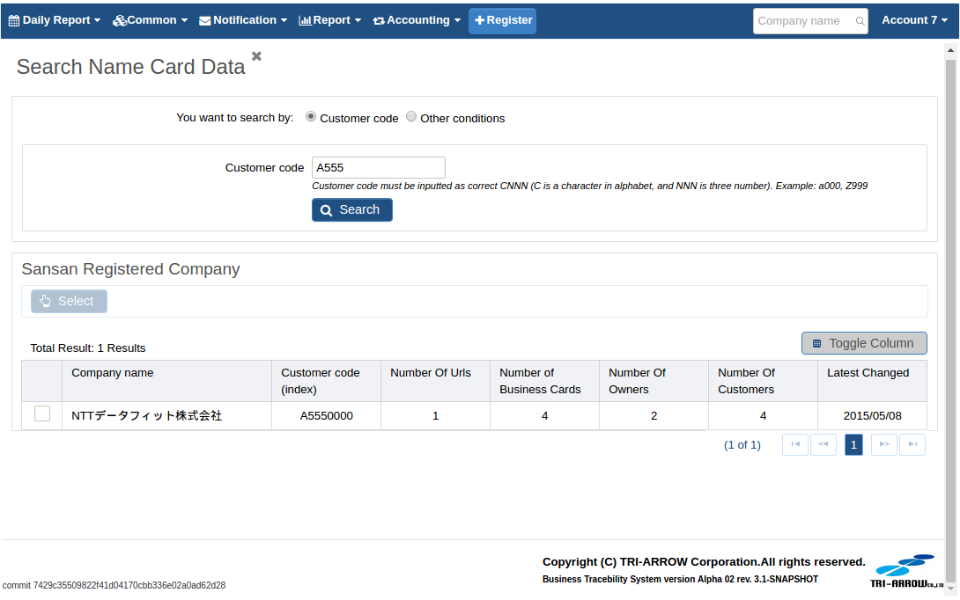 Daily Report Common Notification Report Accounting Register Company name Account 7
Search Name Card Data
You want to search by: Customer code Other conditions
Customer code A555
Customer code must be inputted as correct CNNN (C is a character in alphabet, and NNN is three number). Example: a000, Z999
Search
Sansan Registered Company
Select
Total Result: 1 Results
Toggle Column
Company name Customer code (index) Number Of Urls Number of Business Cards Number Of Owners Number Of Customers Latest Changed
NTTデータフィット株式会社 A5550000 1 4 2 4 2015/05/08
(1 of 1) 1
Copyright (C) TRI-ARROW Corporation.All rights reserved.
Business Tracebility System version Alpha 02 rev. 3.1-SNAPSHOT
TRI-ARROW
commit 7429c35509822f41d04170cbb336e02a0ad62d28